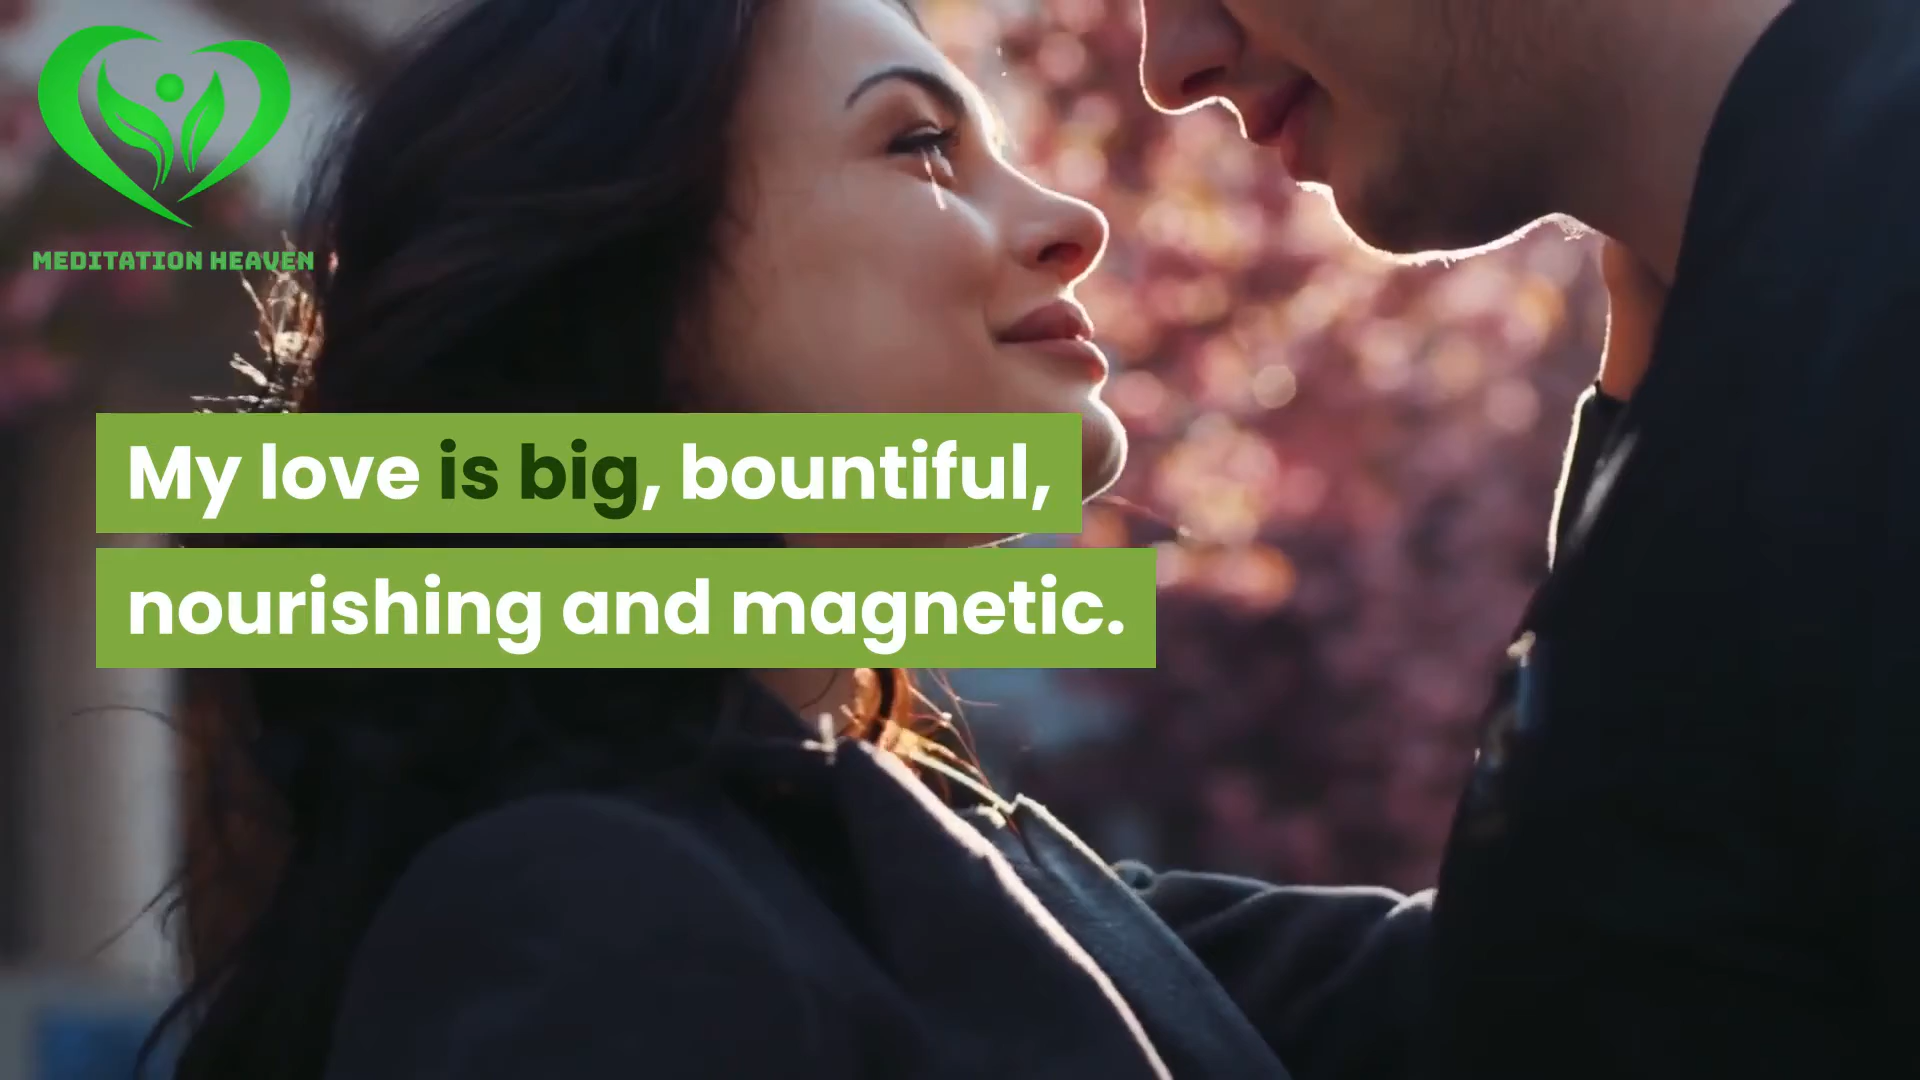 MEDITATION HEAVEN
My love is big, bountiful,
nourishing and magnetic.